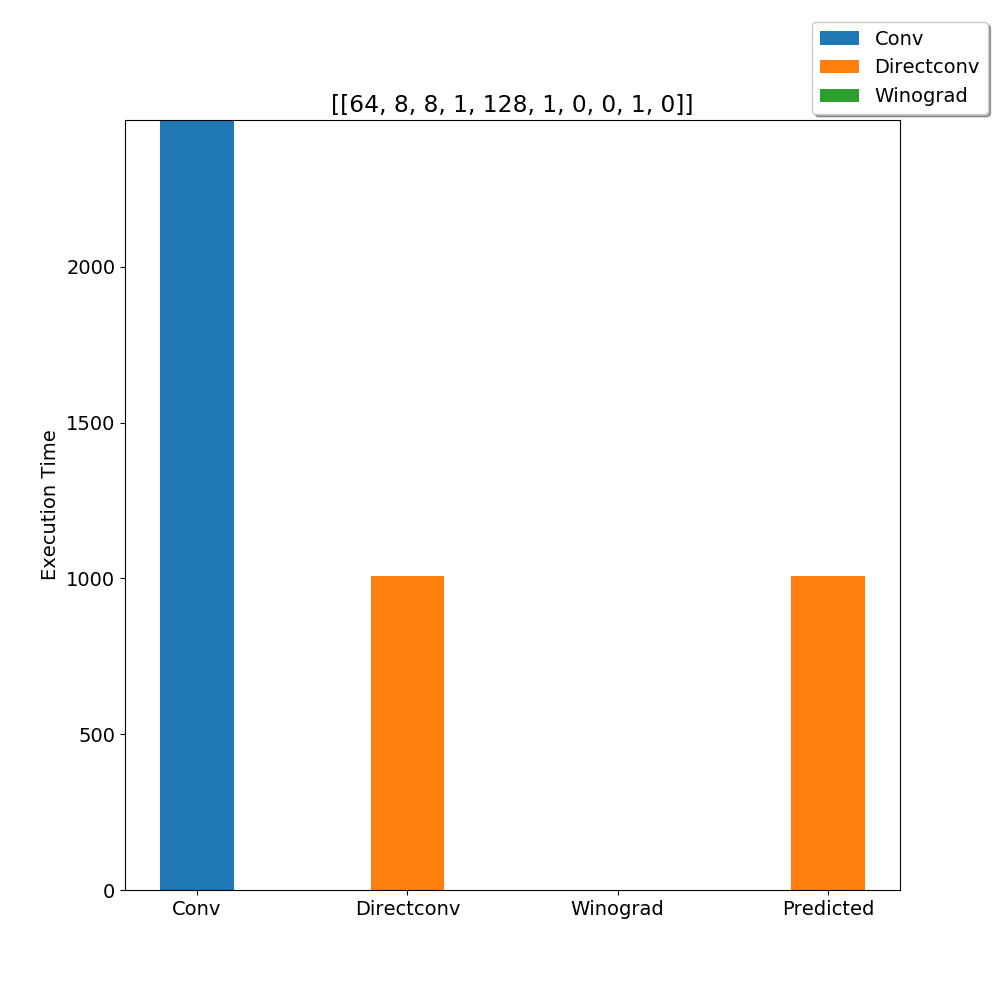 Conv
Directconv
Winograd
[[64, 8, 8, 1, 128, 1, 0, 0, 1, 0]]
2000
1500
1000
500
0
Execution Time
Conv Directconv Winograd Predicted